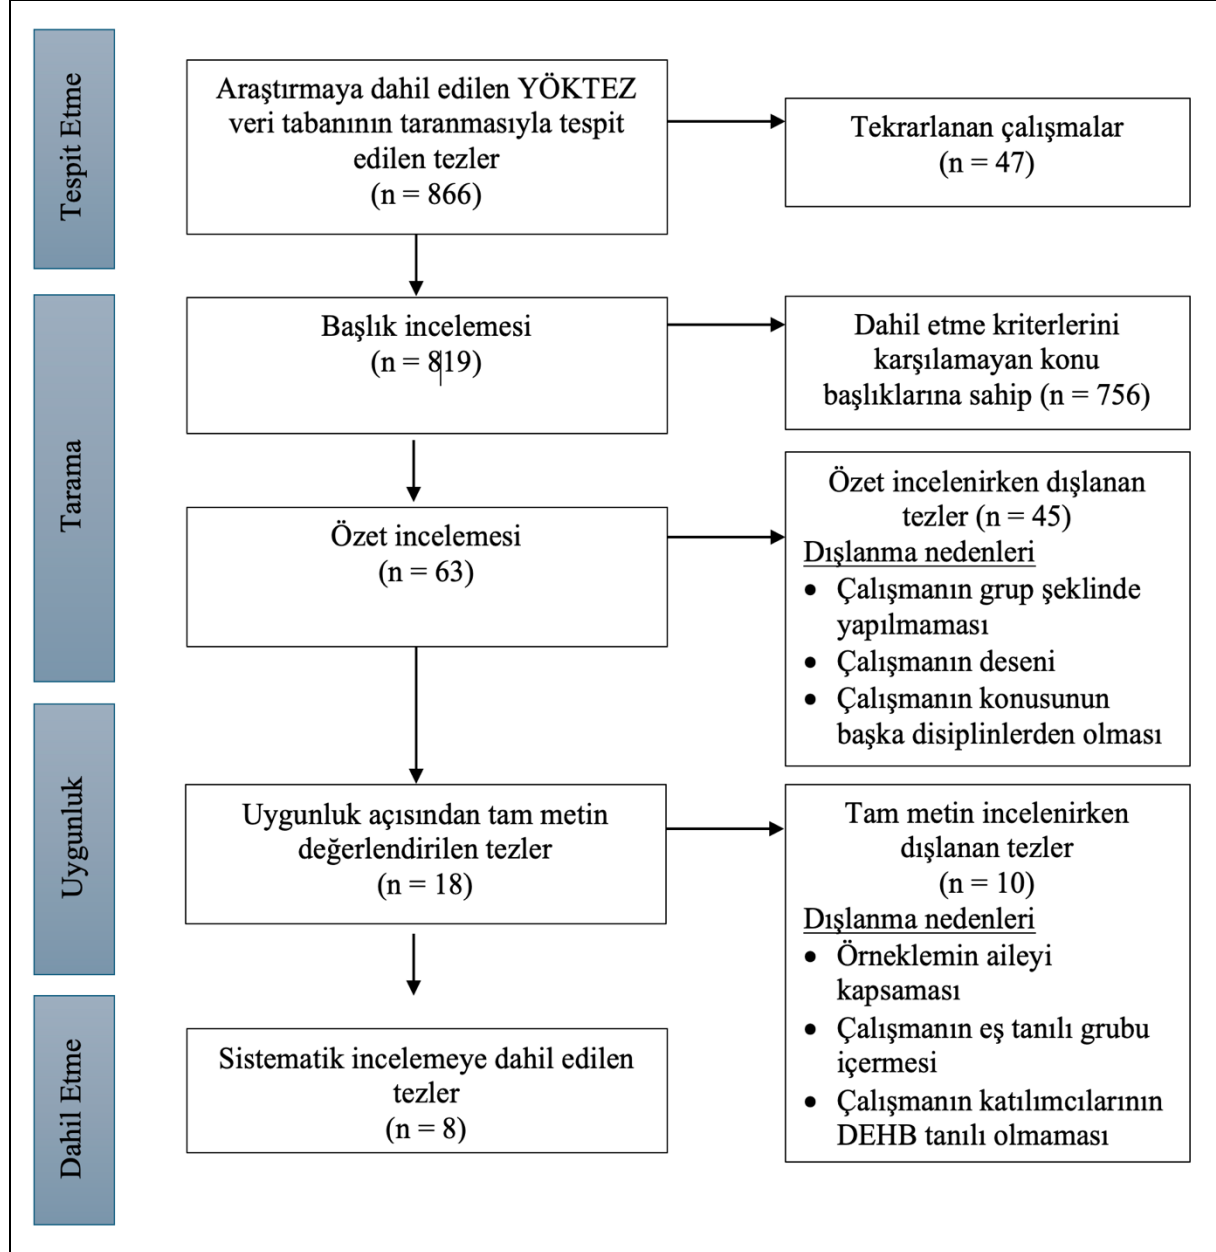 Tespit Etme
Araştırmaya dahil edilen YÖKTEZ
veri tabanının taranmasıyla tespit
edilen tezler
(n = 866)
Tekrarlanan çalışmalar
(n = 47)
Tarama
Başlık incelemesi
(n = 819)
Dahil etme kriterlerini
karşılamayan konu
başlıklarına sahip (n = 756)
Özet incelemesi
(n = 63)
Özet incelenirken dışlanan
tezler (n = 45)
Dışlanma nedenleri
• Çalışmanın grup şeklinde
yapılmaması
• Çalışmanın deseni
• Çalışmanın konusunun
başka disiplinlerden olması
Uygunluk
Uygunluk açısından tam metin
değerlendirilen tezler
(n = 18)
Tam metin incelenirken
dışlanan tezler
(n = 10)
Dışlanma nedenleri
• Örneklemin aileyi
kapsaması
• Çalışmanın eş tanılı grubu
içermesi
• Çalışmanın katılımcılarının
DEHB tanılı olmaması
Dahil Etme
Sistematik incelemeye dahil edilen
tezler
(n = 8)